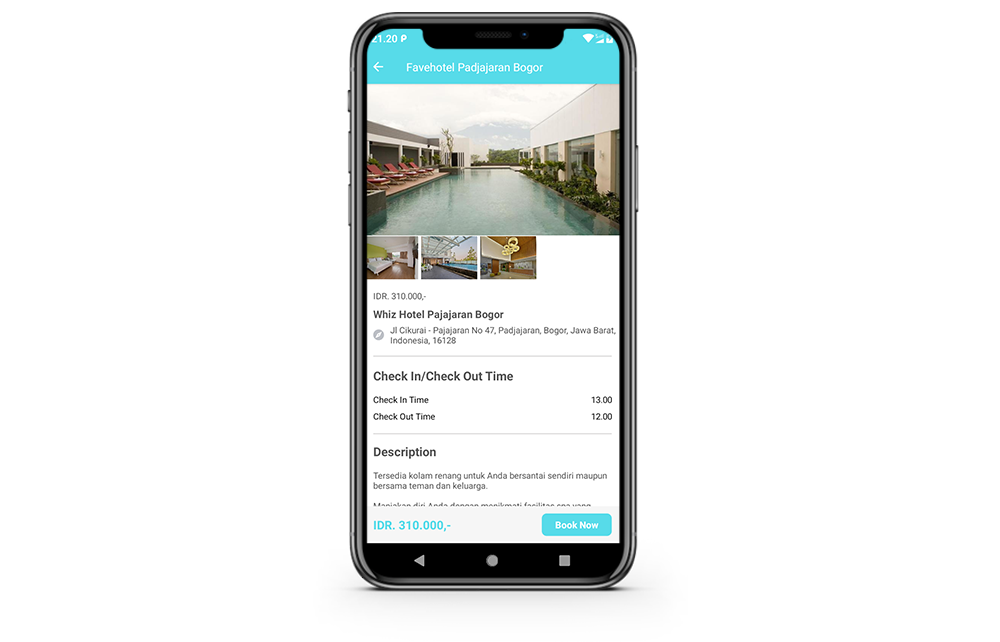 21.20 P
Favehotel Padjajaran Bogor
IDR. 310.000,-
Whiz Hotel Pajajaran Bogor
Jl Cikurai - Pajajaran No 47, Padjajaran, Bogor, Jawa Barat,
Indonesia, 16128
Check In/Check Out Time
Check In Time 13.00
Check Out Time 12.00
Description
Tersedia kolam renang untuk Anda bersantai sendiri maupun
bersama teman dan keluarga.
Manjakan diri Anda dengan menikmati fasilitas spa yang
IDR. 310.000,- Book Now